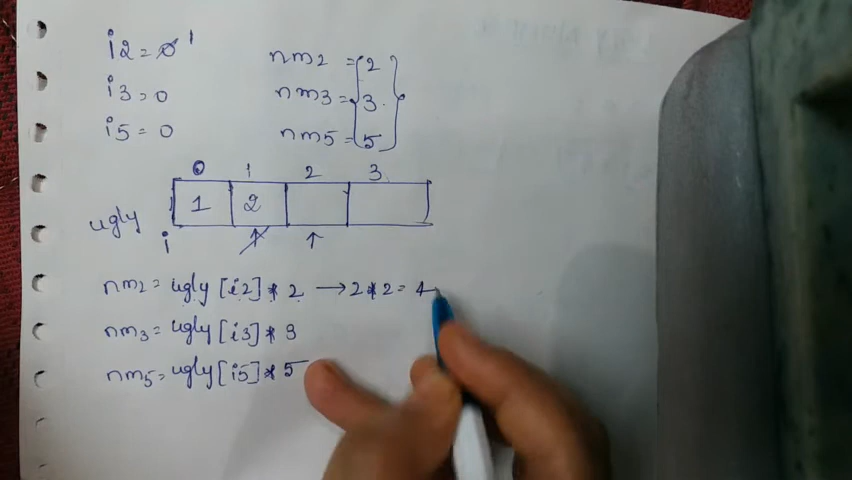 i2 = 0 1
nm2 = 2
i3 = 0
nm3 = 3.
i5 = 0
nm5 = 5
0 1 2 3
ugly 1 2
i
nm2 = ugly [i2] * 2 → 2 * 2 = 4
nm3 = ugly [i3] * 3
nm5 = ugly [i5] * 5